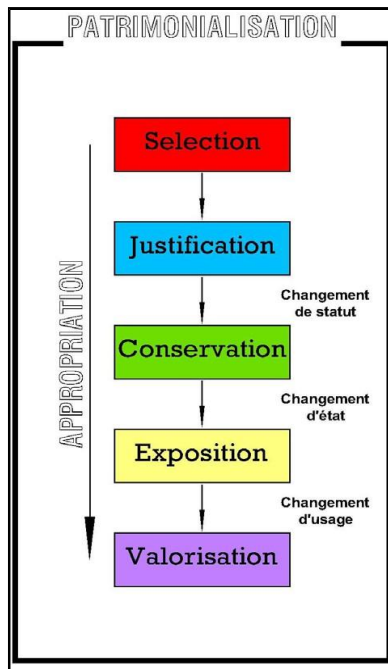 PATRIMONIALISATION
APPROPRIATION
Selection
Justification
Changement
de statut
Conservation
Changement
d'état
Exposition
Changement
d'usage
Valorisation